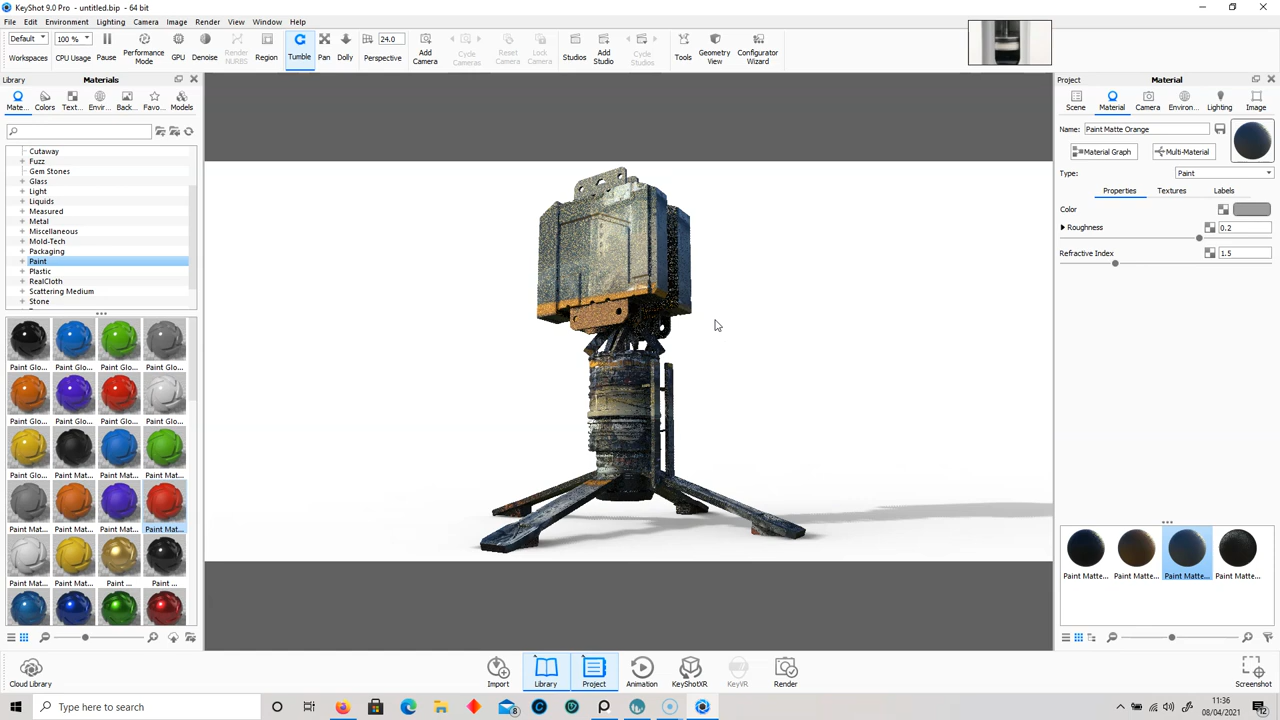 KeyShot 9.0 Pro - untitled.bip - 64 bit
File Edit Environment Lighting Camera Image Render View Window Help
Default 100 % 24.0
Workspaces CPU Usage Pause Performance Mode GPU Denoise Render NURBS Region Tumble Pan Dolly Perspective Add Camera Cycle Cameras Reset Camera Lock Camera Studios Add Studio Cycle Studios Tools Geometry View Configurator Wizard
Library Materials
Mate... Colors Text... Envir... Back... Favo... Models
Cutaway
Fuzz
Gem Stones
Glass
Light
Liquids
Measured
Metal
Miscellaneous
Mold-Tech
Packaging
Paint
Plastic
RealCloth
Scattering Medium
Stone
Paint Glo... Paint Glo... Paint Glo... Paint Glo...
Paint Glo... Paint Glo... Paint Glo... Paint Glo...
Paint Glo... Paint Mat... Paint Mat... Paint Mat...
Paint Mat... Paint Mat... Paint Mat... Paint Mat...
Paint Mat... Paint Mat... Paint ... Paint ...
Project Material
Scene Material Camera Environ... Lighting Image
Name: Paint Matte Orange
Material Graph Multi-Material
Type: Paint
Properties Textures Labels
Color
Roughness 0.2
Refractive Index 1.5
Paint Matte... Paint Matte... Paint Matte... Paint Matte...
Cloud Library Import Library Project Animation KeyShotXR KeyVR Render Screenshot
Type here to search
8
11:36
08/04/2021
12